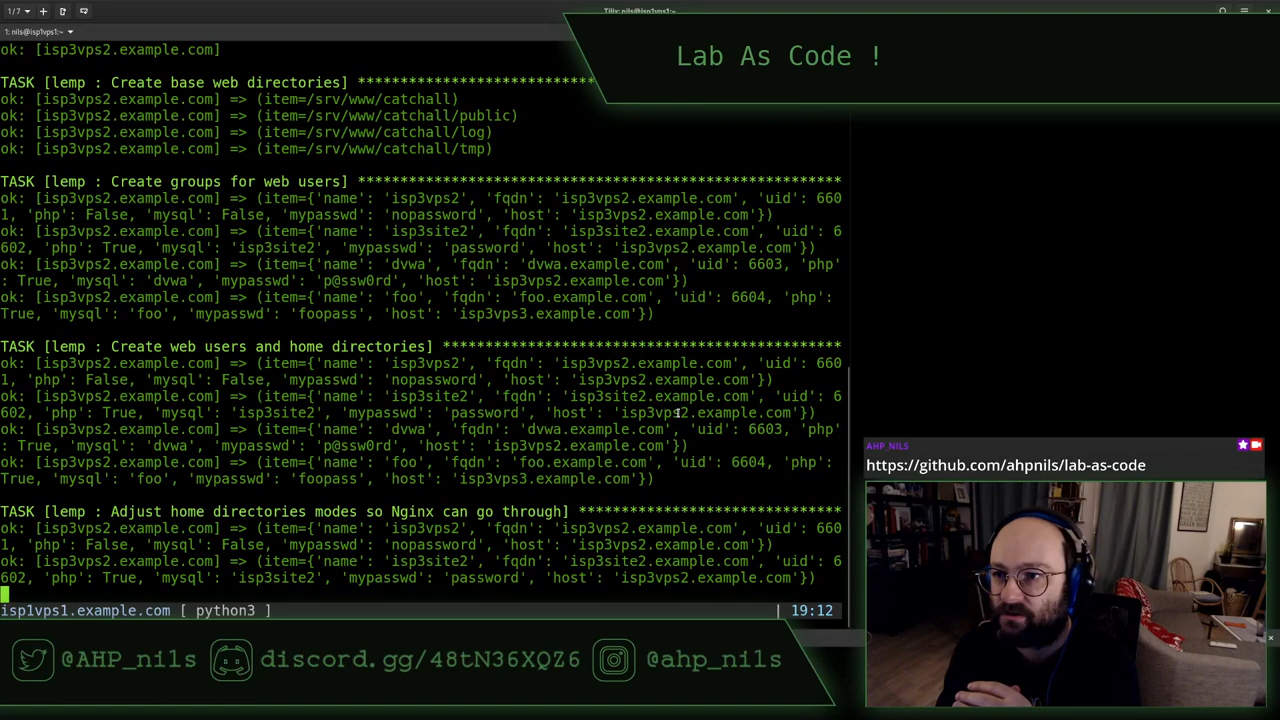 1/7
Tilix: nils@isp1vps1:~
1: nils@isp1vps1:~
Lab As Code !
ok: [isp3vps2.example.com]
TASK [lemp : Create base web directories] ****************************
ok: [isp3vps2.example.com] => (item=/srv/www/catchall)
ok: [isp3vps2.example.com] => (item=/srv/www/catchall/public)
ok: [isp3vps2.example.com] => (item=/srv/www/catchall/log)
ok: [isp3vps2.example.com] => (item=/srv/www/catchall/tmp)
TASK [lemp : Create groups for web users] *********************************************************
ok: [isp3vps2.example.com] => (item={'name': 'isp3vps2', 'fqdn': 'isp3vps2.example.com', 'uid': 660
1, 'php': False, 'mysql': False, 'mypasswd': 'nopassword', 'host': 'isp3vps2.example.com'})
ok: [isp3vps2.example.com] => (item={'name': 'isp3site2', 'fqdn': 'isp3site2.example.com', 'uid': 6
602, 'php': True, 'mysql': 'isp3site2', 'mypasswd': 'password', 'host': 'isp3vps2.example.com'})
ok: [isp3vps2.example.com] => (item={'name': 'dvwa', 'fqdn': 'dvwa.example.com', 'uid': 6603, 'php'
: True, 'mysql': 'dvwa', 'mypasswd': 'p@ssw0rd', 'host': 'isp3vps2.example.com'})
ok: [isp3vps2.example.com] => (item={'name': 'foo', 'fqdn': 'foo.example.com', 'uid': 6604, 'php':
True, 'mysql': 'foo', 'mypasswd': 'foopass', 'host': 'isp3vps3.example.com'})
TASK [lemp : Create web users and home directories] ***********************************************
ok: [isp3vps2.example.com] => (item={'name': 'isp3vps2', 'fqdn': 'isp3vps2.example.com', 'uid': 660
1, 'php': False, 'mysql': False, 'mypasswd': 'nopassword', 'host': 'isp3vps2.example.com'})
ok: [isp3vps2.example.com] => (item={'name': 'isp3site2', 'fqdn': 'isp3site2.example.com', 'uid': 6
602, 'php': True, 'mysql': 'isp3site2', 'mypasswd': 'password', 'host': 'isp3vps2.example.com'})
ok: [isp3vps2.example.com] => (item={'name': 'dvwa', 'fqdn': 'dvwa.example.com', 'uid': 6603, 'php'
: True, 'mysql': 'dvwa', 'mypasswd': 'p@ssw0rd', 'host': 'isp3vps2.example.com'})
ok: [isp3vps2.example.com] => (item={'name': 'foo', 'fqdn': 'foo.example.com', 'uid': 6604, 'php':
True, 'mysql': 'foo', 'mypasswd': 'foopass', 'host': 'isp3vps3.example.com'})
TASK [lemp : Adjust home directories modes so Nginx can go through] *******************************
ok: [isp3vps2.example.com] => (item={'name': 'isp3vps2', 'fqdn': 'isp3vps2.example.com', 'uid': 660
1, 'php': False, 'mysql': False, 'mypasswd': 'nopassword', 'host': 'isp3vps2.example.com'})
ok: [isp3vps2.example.com] => (item={'name': 'isp3site2', 'fqdn': 'isp3site2.example.com', 'uid': 6
602, 'php': True, 'mysql': 'isp3site2', 'mypasswd': 'password', 'host': 'isp3vps2.example.com'})
isp1vps1.example.com [ python3 ] | 19:12
AHP_NILS
https://github.com/ahpnils/lab-as-code
@AHP_nils discord.gg/48tN36XQZ6 @ahp_nils